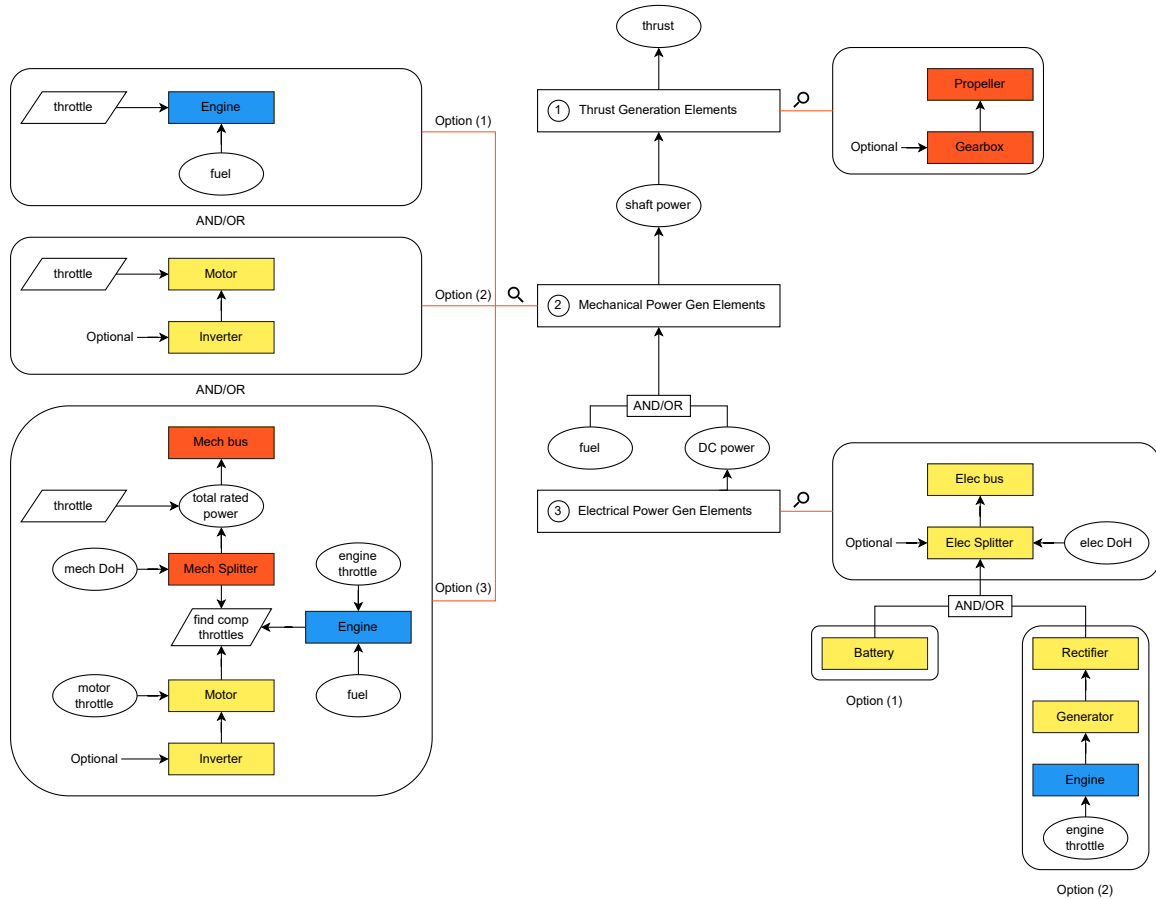 thrust
1 Thrust Generation Elements
Propeller
Optional
Gearbox
shaft power
throttle
Engine
fuel
Option (1)
AND/OR
throttle
Motor
Optional
Inverter
Option (2)
AND/OR
Mech bus
throttle
total rated
power
mech DoH
Mech Splitter
find comp
throttles
engine
throttle
Engine
fuel
motor
throttle
Motor
Optional
Inverter
Option (3)
2 Mechanical Power Gen Elements
AND/OR
fuel
DC power
3 Electrical Power Gen Elements
Elec bus
Optional
Elec Splitter
elec DoH
AND/OR
Battery
Option (1)
Rectifier
Generator
Engine
engine
throttle
Option (2)